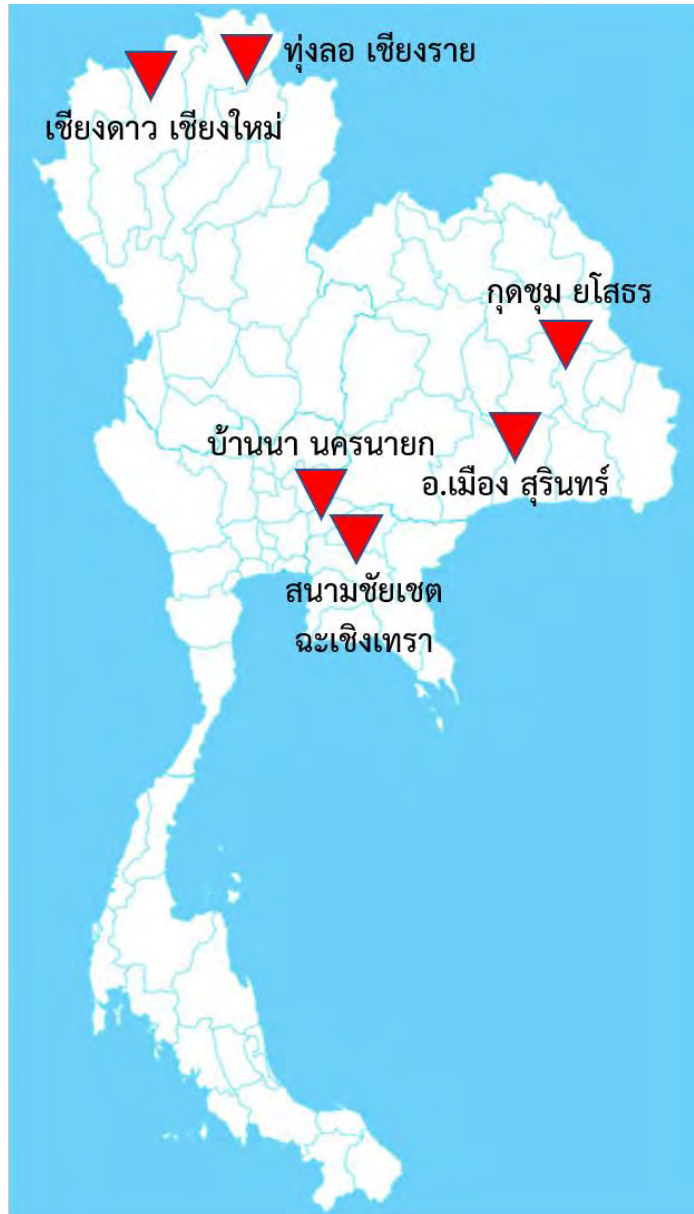 ทุ่งลอ เชียงราย
เชียงดาว เชียงใหม่
กุดชุม ยโสธร
บ้านนา นครนายก
อ.เมือง สุรินทร์
สนามชัยเชต
ฉะเชิงเทรา